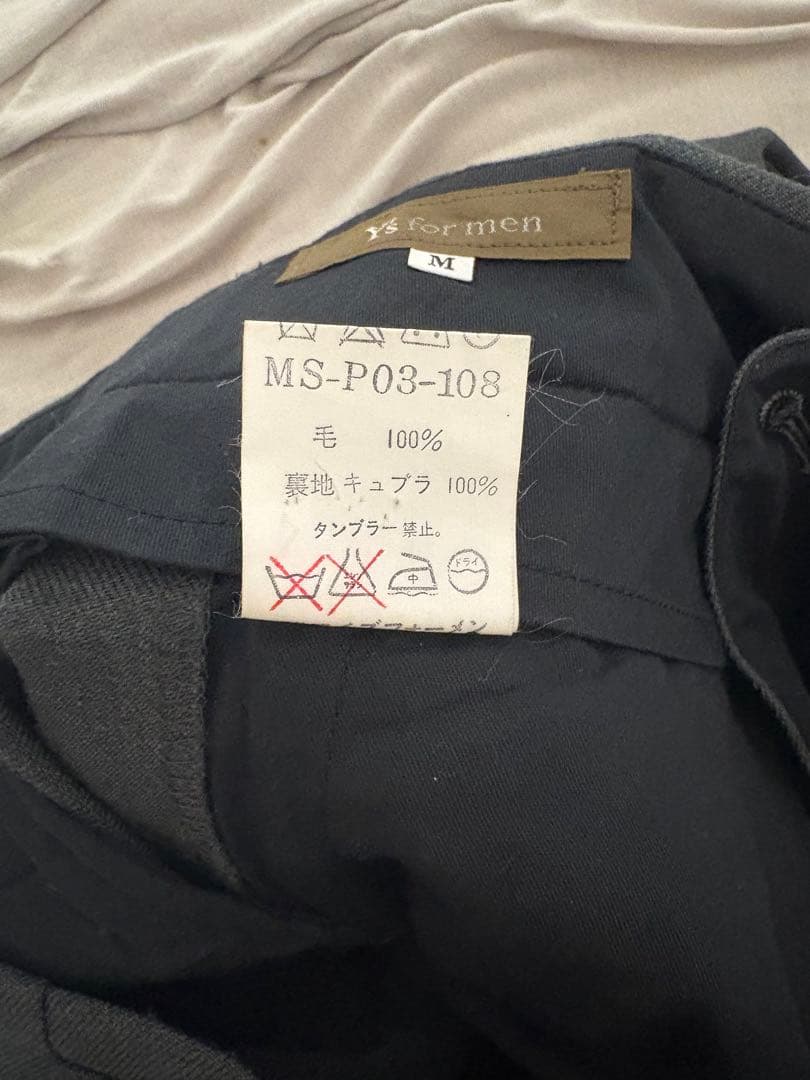 Y's for men
M
MS-P03-108
毛 100%
裏地 キュプラ 100%
タンブラー禁止。
中 ドライ